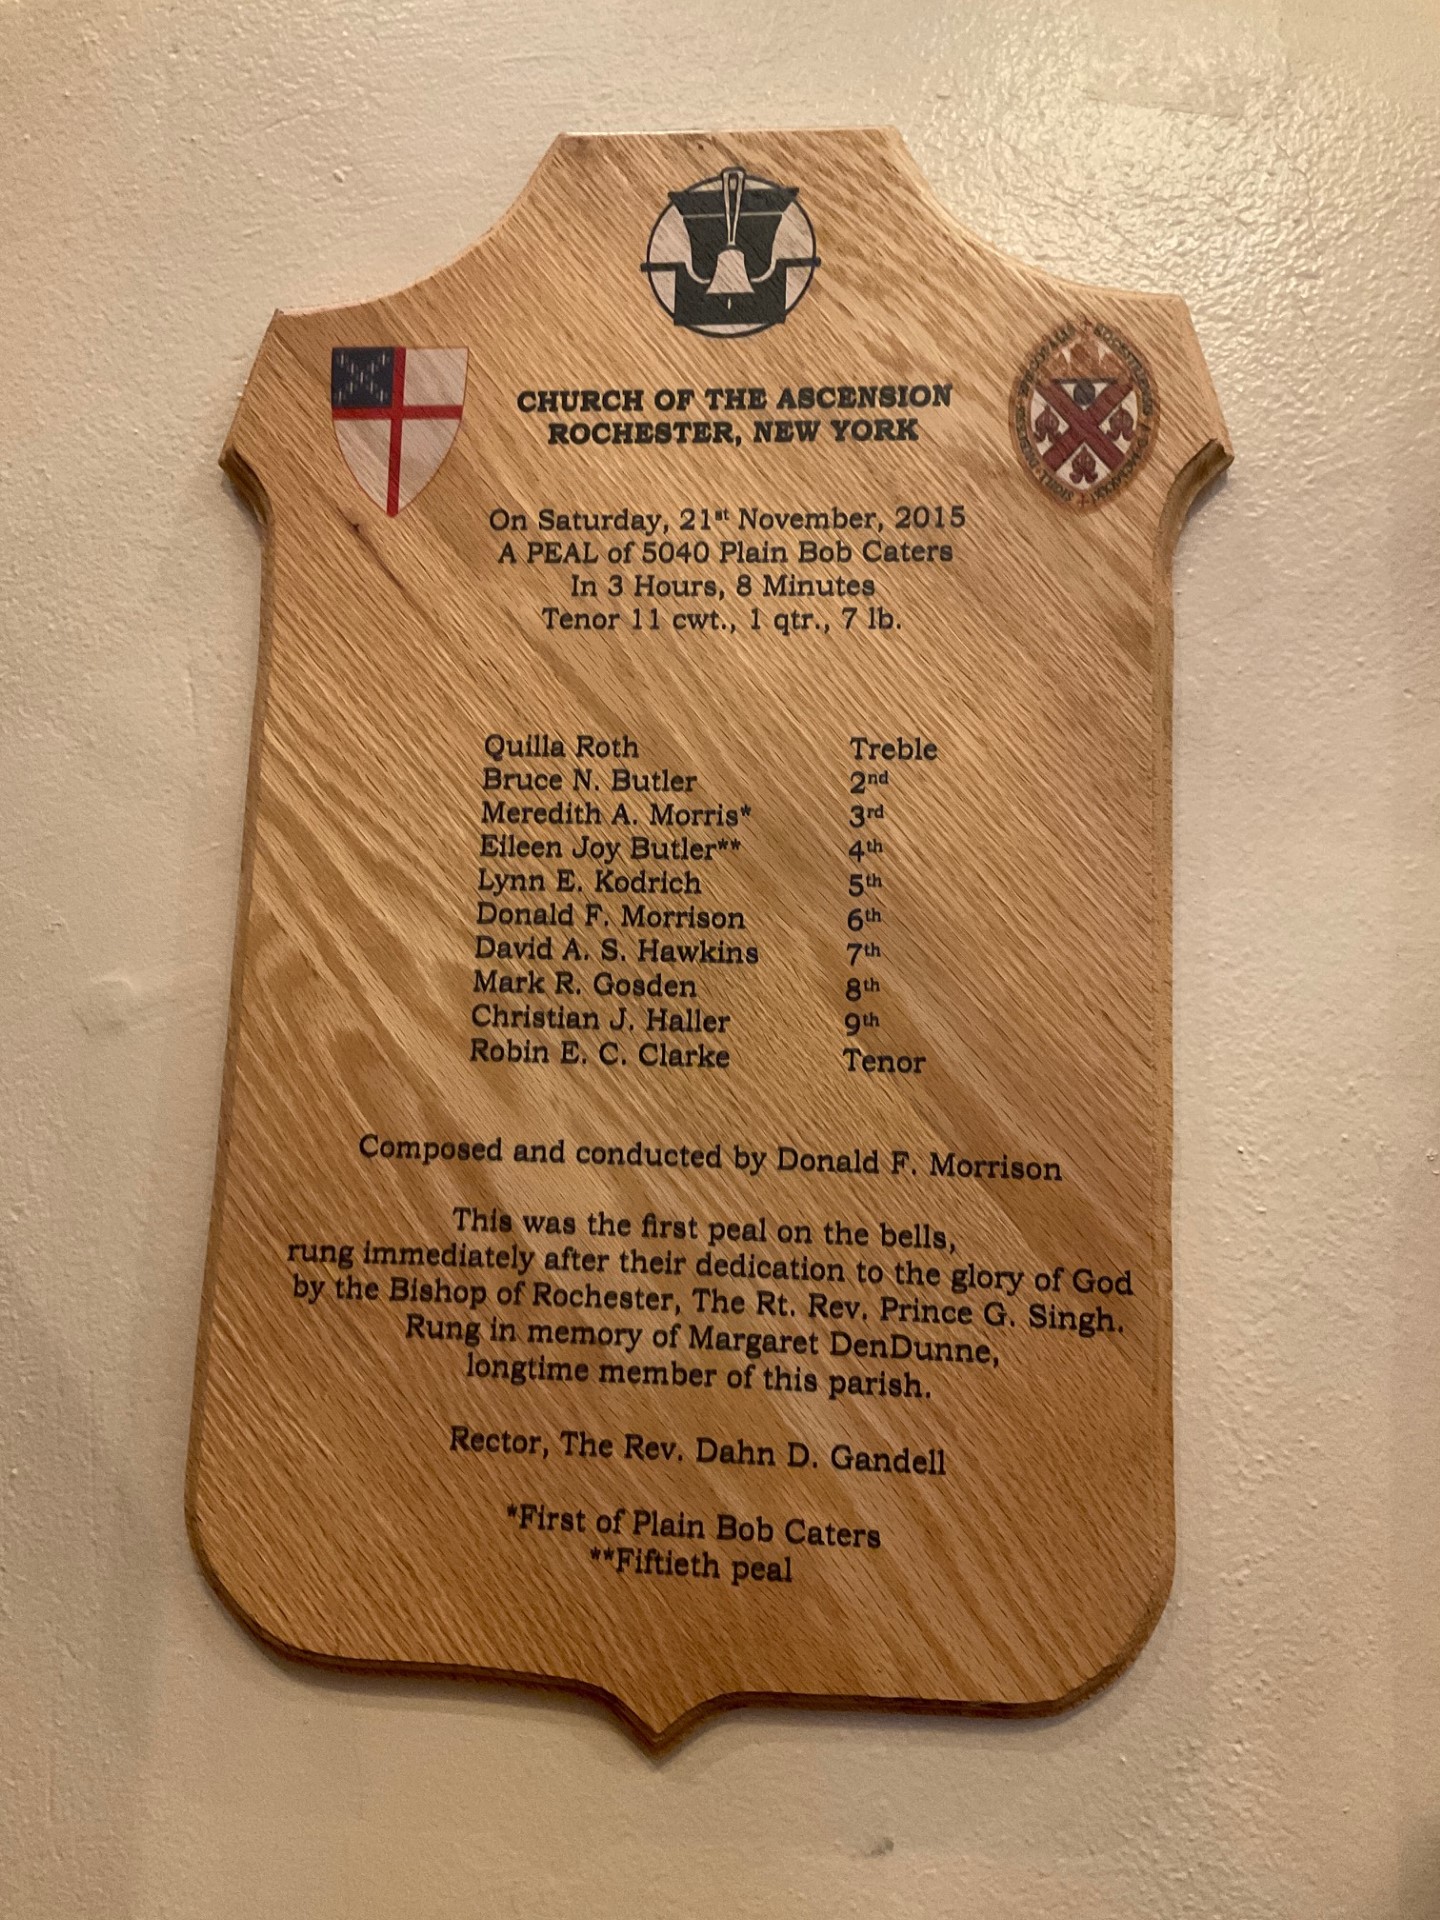 CHURCH OF THE ASCENSION
ROCHESTER, NEW YORK
On Saturday, 21st November, 2015
A PEAL of 5040 Plain Bob Caters
In 3 Hours, 8 Minutes
Tenor 11 cwt., 1 qtr., 7 lb.
Quilla Roth Treble
Bruce N. Butler 2nd
Meredith A. Morris* 3rd
Eileen Joy Butler** 4th
Lynn E. Kodrich 5th
Donald F. Morrison 6th
David A. S. Hawkins 7th
Mark R. Gosden 8th
Christian J. Haller 9th
Robin E. C. Clarke Tenor
Composed and conducted by Donald F. Morrison
This was the first peal on the bells,
rung immediately after their dedication to the glory of God
by the Bishop of Rochester, The Rt. Rev. Prince G. Singh.
Rung in memory of Margaret DenDunne,
longtime member of this parish.
Rector, The Rev. Dahn D. Gandell
*First of Plain Bob Caters
**Fiftieth peal